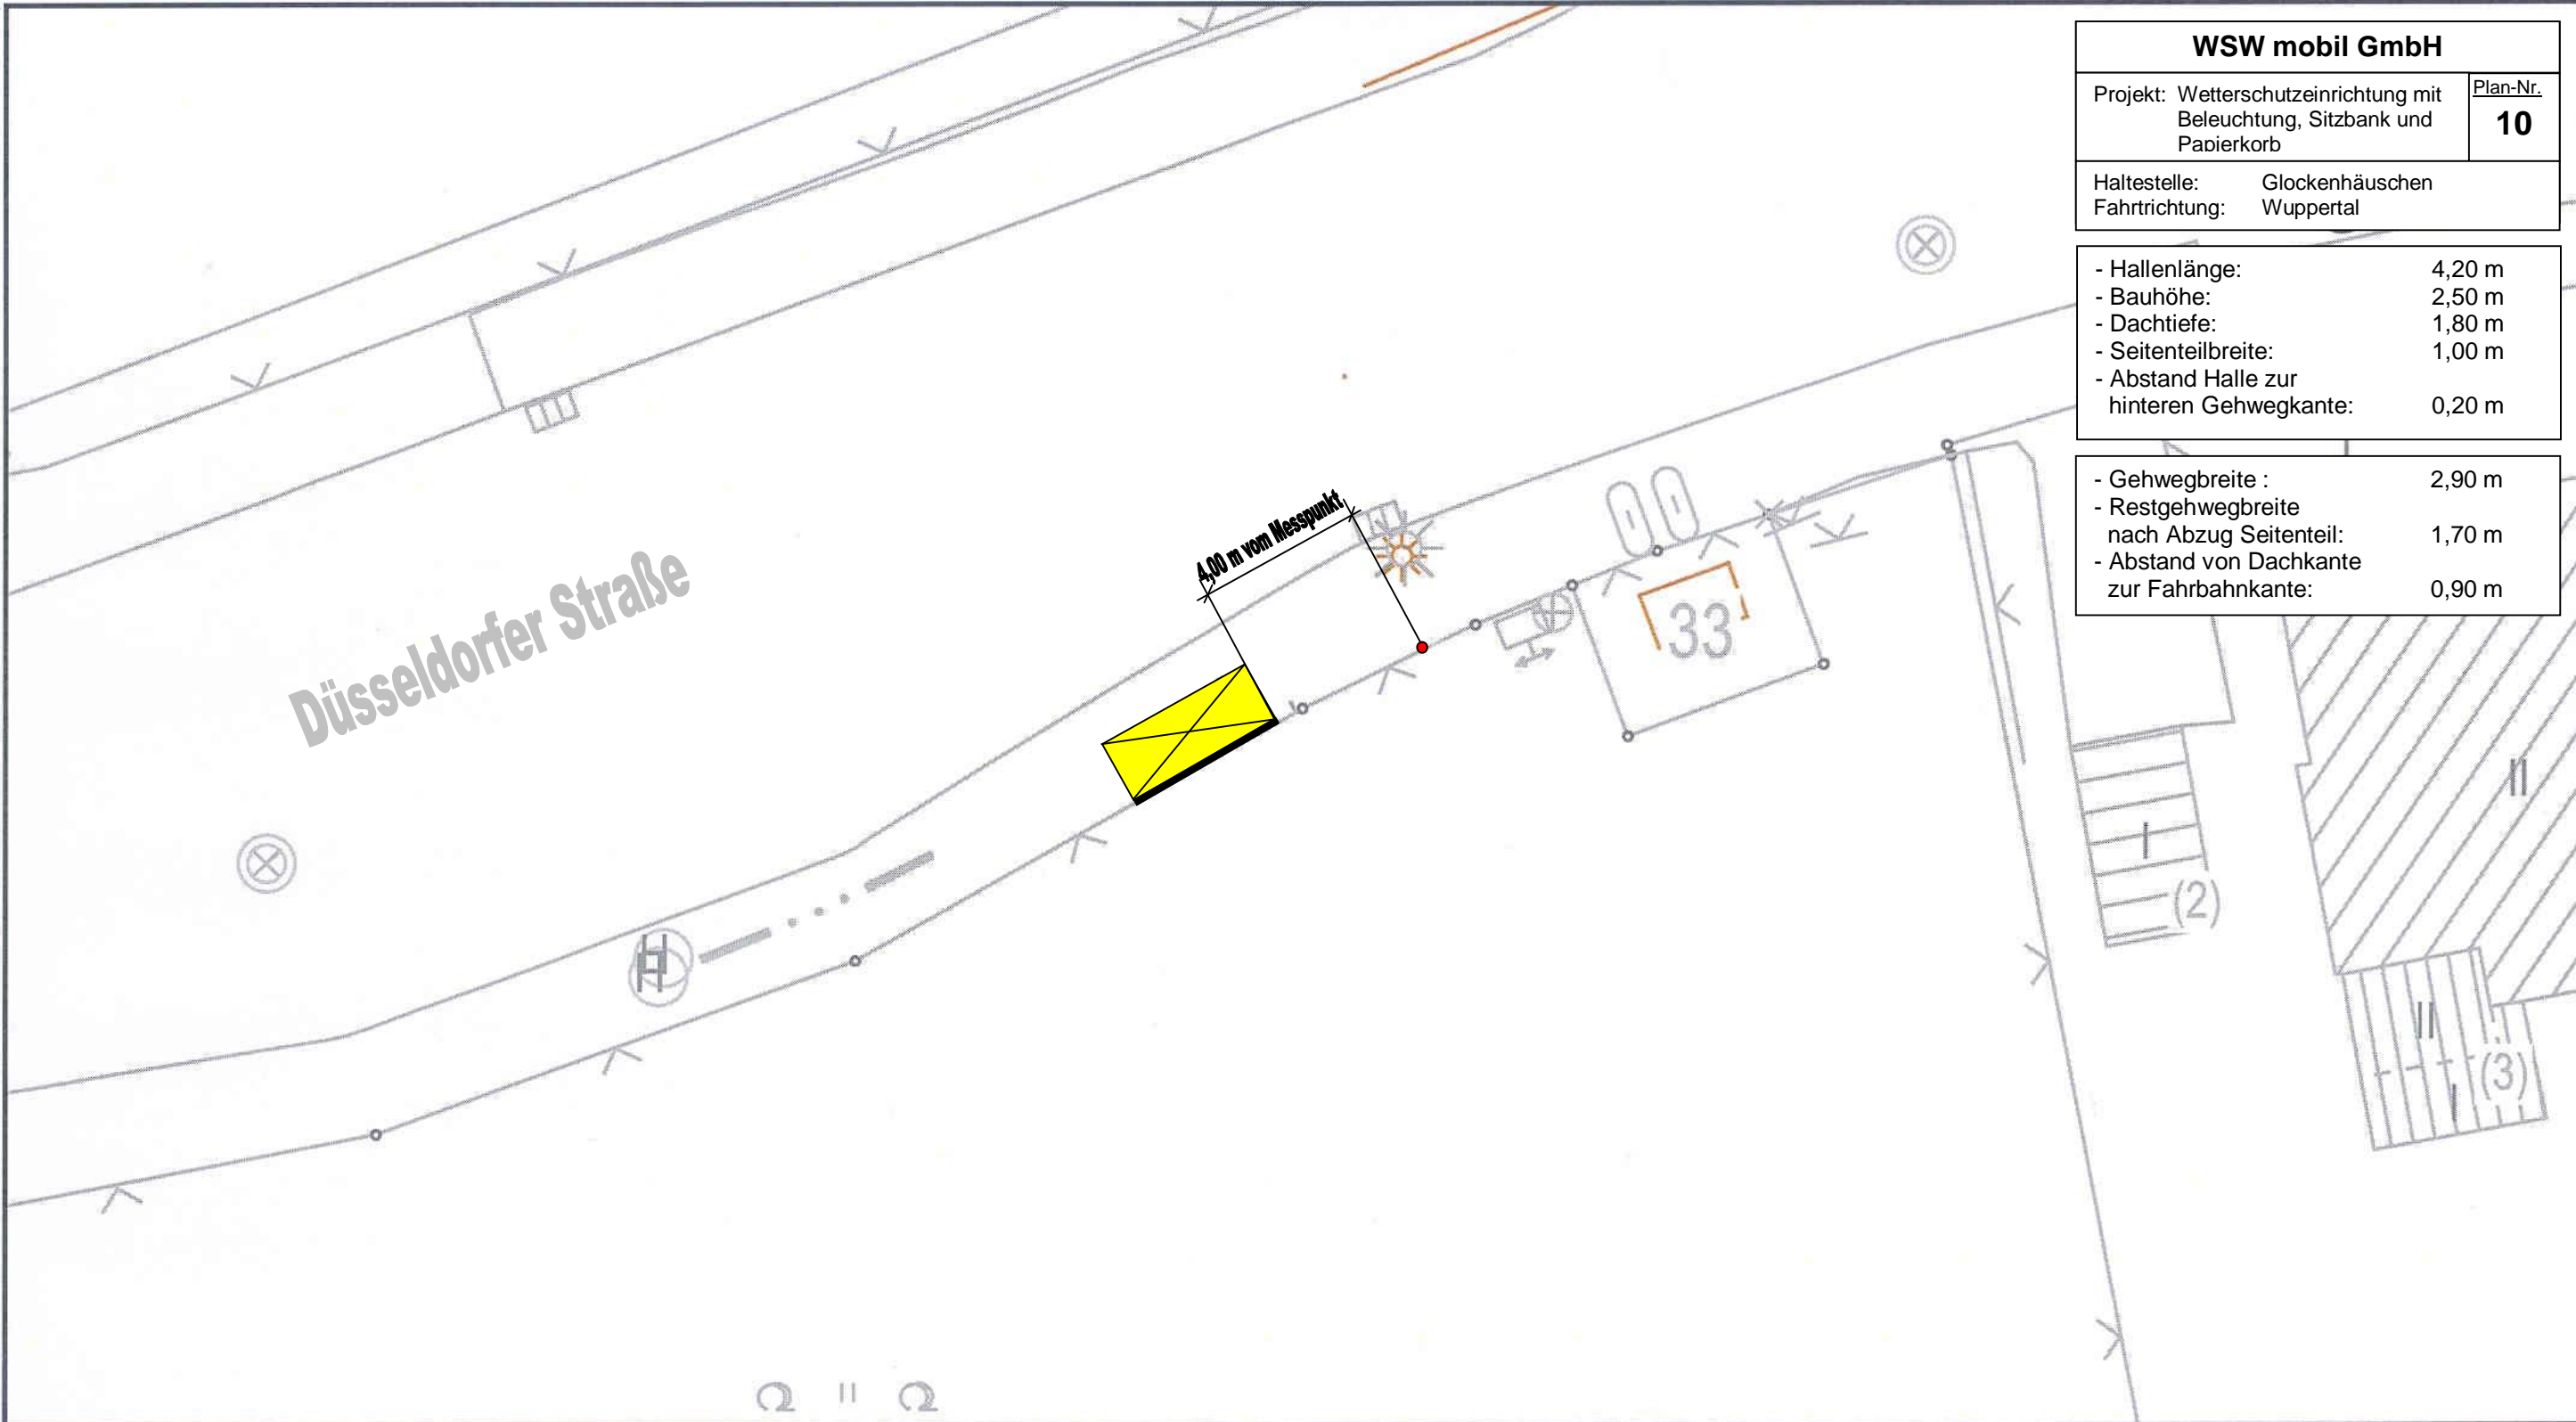 WSW mobil GmbH
Projekt: Wetterschutzeinrichtung mit
Beleuchtung, Sitzbank und
Papierkorb
Plan-Nr.
10
Haltestelle: Glockenhäuschen
Fahrtrichtung: Wuppertal
- Hallenlänge: 4,20 m
- Bauhöhe: 2,50 m
- Dachtiefe: 1,80 m
- Seitenteilbreite: 1,00 m
- Abstand Halle zur
hinteren Gehwegkante: 0,20 m
- Gehwegbreite : 2,90 m
- Restgehwegbreite
nach Abzug Seitenteil: 1,70 m
- Abstand von Dachkante
zur Fahrbahnkante: 0,90 m
4,00 m vom Messpunkt
Düsseldorfer Straße
33
II
I
(2)
H
H
II
(3)
I